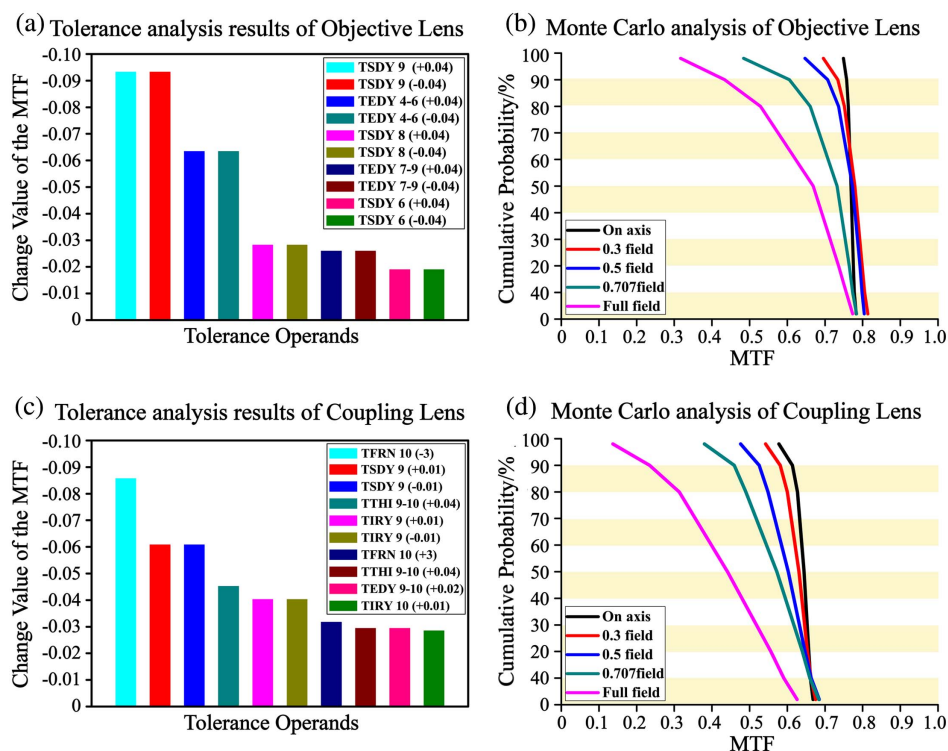 (a) Tolerance analysis results of Objective Lens
Change Value of the MTF
-0.10
-0.09
-0.08
-0.07
-0.06
-0.05
-0.04
-0.03
-0.02
-0.01
0
TSDY 9 (+0.04)
TSDY 9 (-0.04)
TEDY 4-6 (+0.04)
TEDY 4-6 (-0.04)
TSDY 8 (+0.04)
TSDY 8 (-0.04)
TEDY 7-9 (+0.04)
TEDY 7-9 (-0.04)
TSDY 6 (+0.04)
TSDY 6 (-0.04)
Tolerance Operands
(b) Monte Carlo analysis of Objective Lens
Cumulative Probability/%
100
90
80
70
60
50
40
30
20
40
0
On axis
0.3 field
0.5 field
0.707field
Full field
0 0.1 0.2 0.3 0.4 0.5 0.6 0.7 0.8 0.9 1.0
MTF
(c) Tolerance analysis results of Coupling Lens
Change Value of the MTF
-0.10
-0.09
-0.08
-0.07
-0.06
-0.05
-0.04
-0.03
-0.02
-0.01
0
TFRN 10 (-3)
TSDY 9 (+0.01)
TSDY 9 (-0.01)
TTHI 9-10 (+0.04)
TIRY 9 (+0.01)
TIRY 9 (-0.01)
TFRN 10 (+3)
TTHI 9-10 (+0.04)
TEDY 9-10 (+0.02)
TIRY 10 (+0.01)
Tolerance Operands
(d) Monte Carlo analysis of Coupling Lens
Cumulative Probability/%
100
90
80
70
60
50
40
30
20
40
0
On axis
0.3 field
0.5 field
0.707field
Full field
0 0.1 0.2 0.3 0.4 0.5 0.6 0.7 0.8 0.9 1.0
MTF